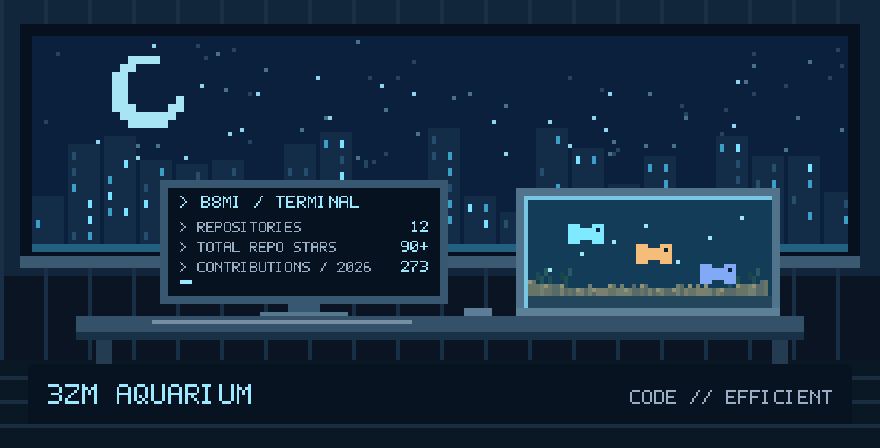 > B8MI / TERMINAL
> REPOSITORIES 12
> TOTAL REPO STARS 90+
> CONTRIBUTIONS / 2026 273
3ZM AQUARIUM
CODE // EFFICIENT